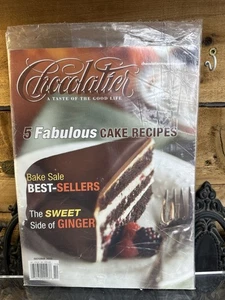 Chocolatier
A TASTE OF THE GOOD LIFE
5 Fabulous CAKE RECIPES
Bake Sale
BEST-SELLERS
The SWEET
Side of GINGER